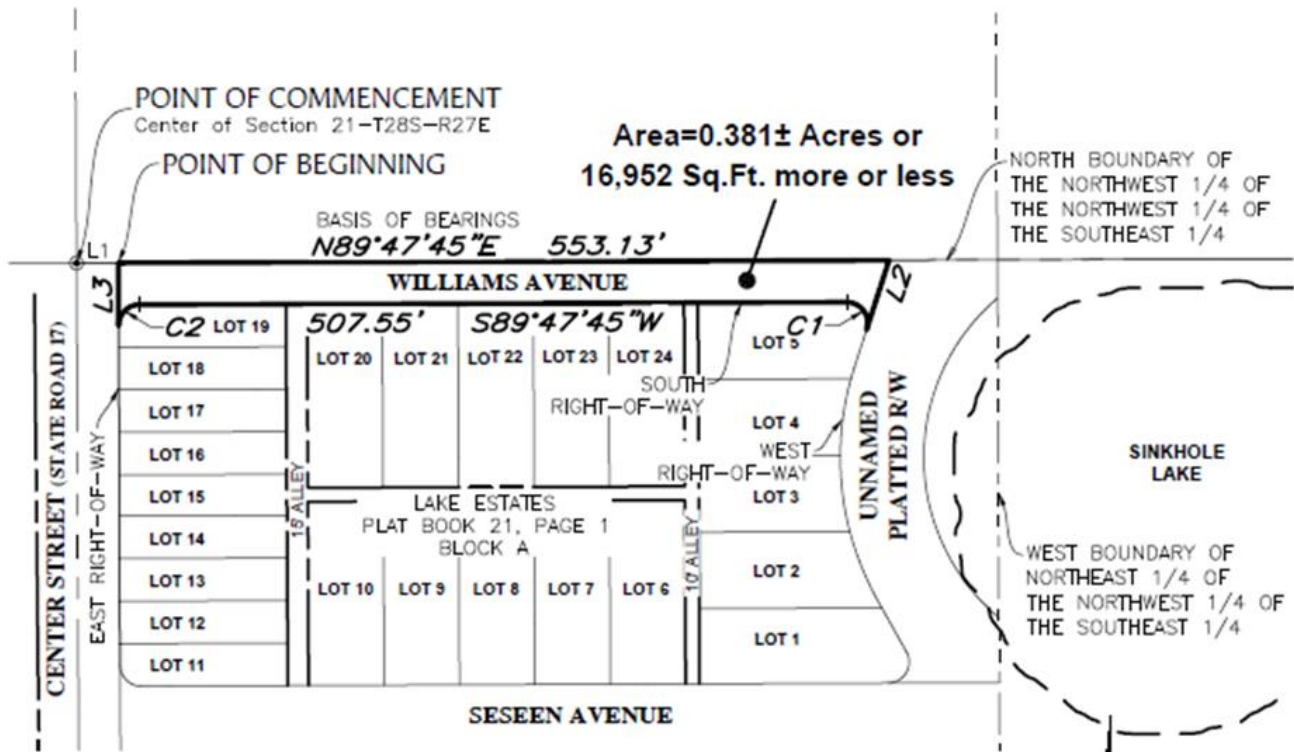 POINT OF COMMENCEMENT
Center of Section 21-T28S-R27E
POINT OF BEGINNING
Area=0.381± Acres or
16,952 Sq.Ft. more or less
NORTH BOUNDARY OF
THE NORTHWEST 1/4 OF
THE NORTHWEST 1/4 OF
THE SOUTHEAST 1/4
BASIS OF BEARINGS
N89°47'45"E 553.13'
L1
L3
WILLIAMS AVENUE
L2
C2
LOT 19
507.55' S89°47'45"W
C1
LOT 5
LOT 18
LOT 20
LOT 21
LOT 22
LOT 23
LOT 24
SOUTH
RIGHT-OF-WAY
LOT 17
LOT 4
WEST
RIGHT-OF-WAY
LOT 16
LOT 15
LOT 3
LOT 14
LOT 13
LOT 12
LOT 11
15' ALLEY
LAKE ESTATES
PLAT BOOK 21, PAGE 1
BLOCK A
10' ALLEY
LOT 10
LOT 9
LOT 8
LOT 7
LOT 6
LOT 2
LOT 1
UNNAMED
PLATTED R/W
SINKHOLE
LAKE
WEST BOUNDARY OF
NORTHEAST 1/4 OF
THE NORTHWEST 1/4 OF
THE SOUTHEAST 1/4
CENTER STREET (STATE ROAD 17)
EAST RIGHT-OF-WAY
SESEEN AVENUE